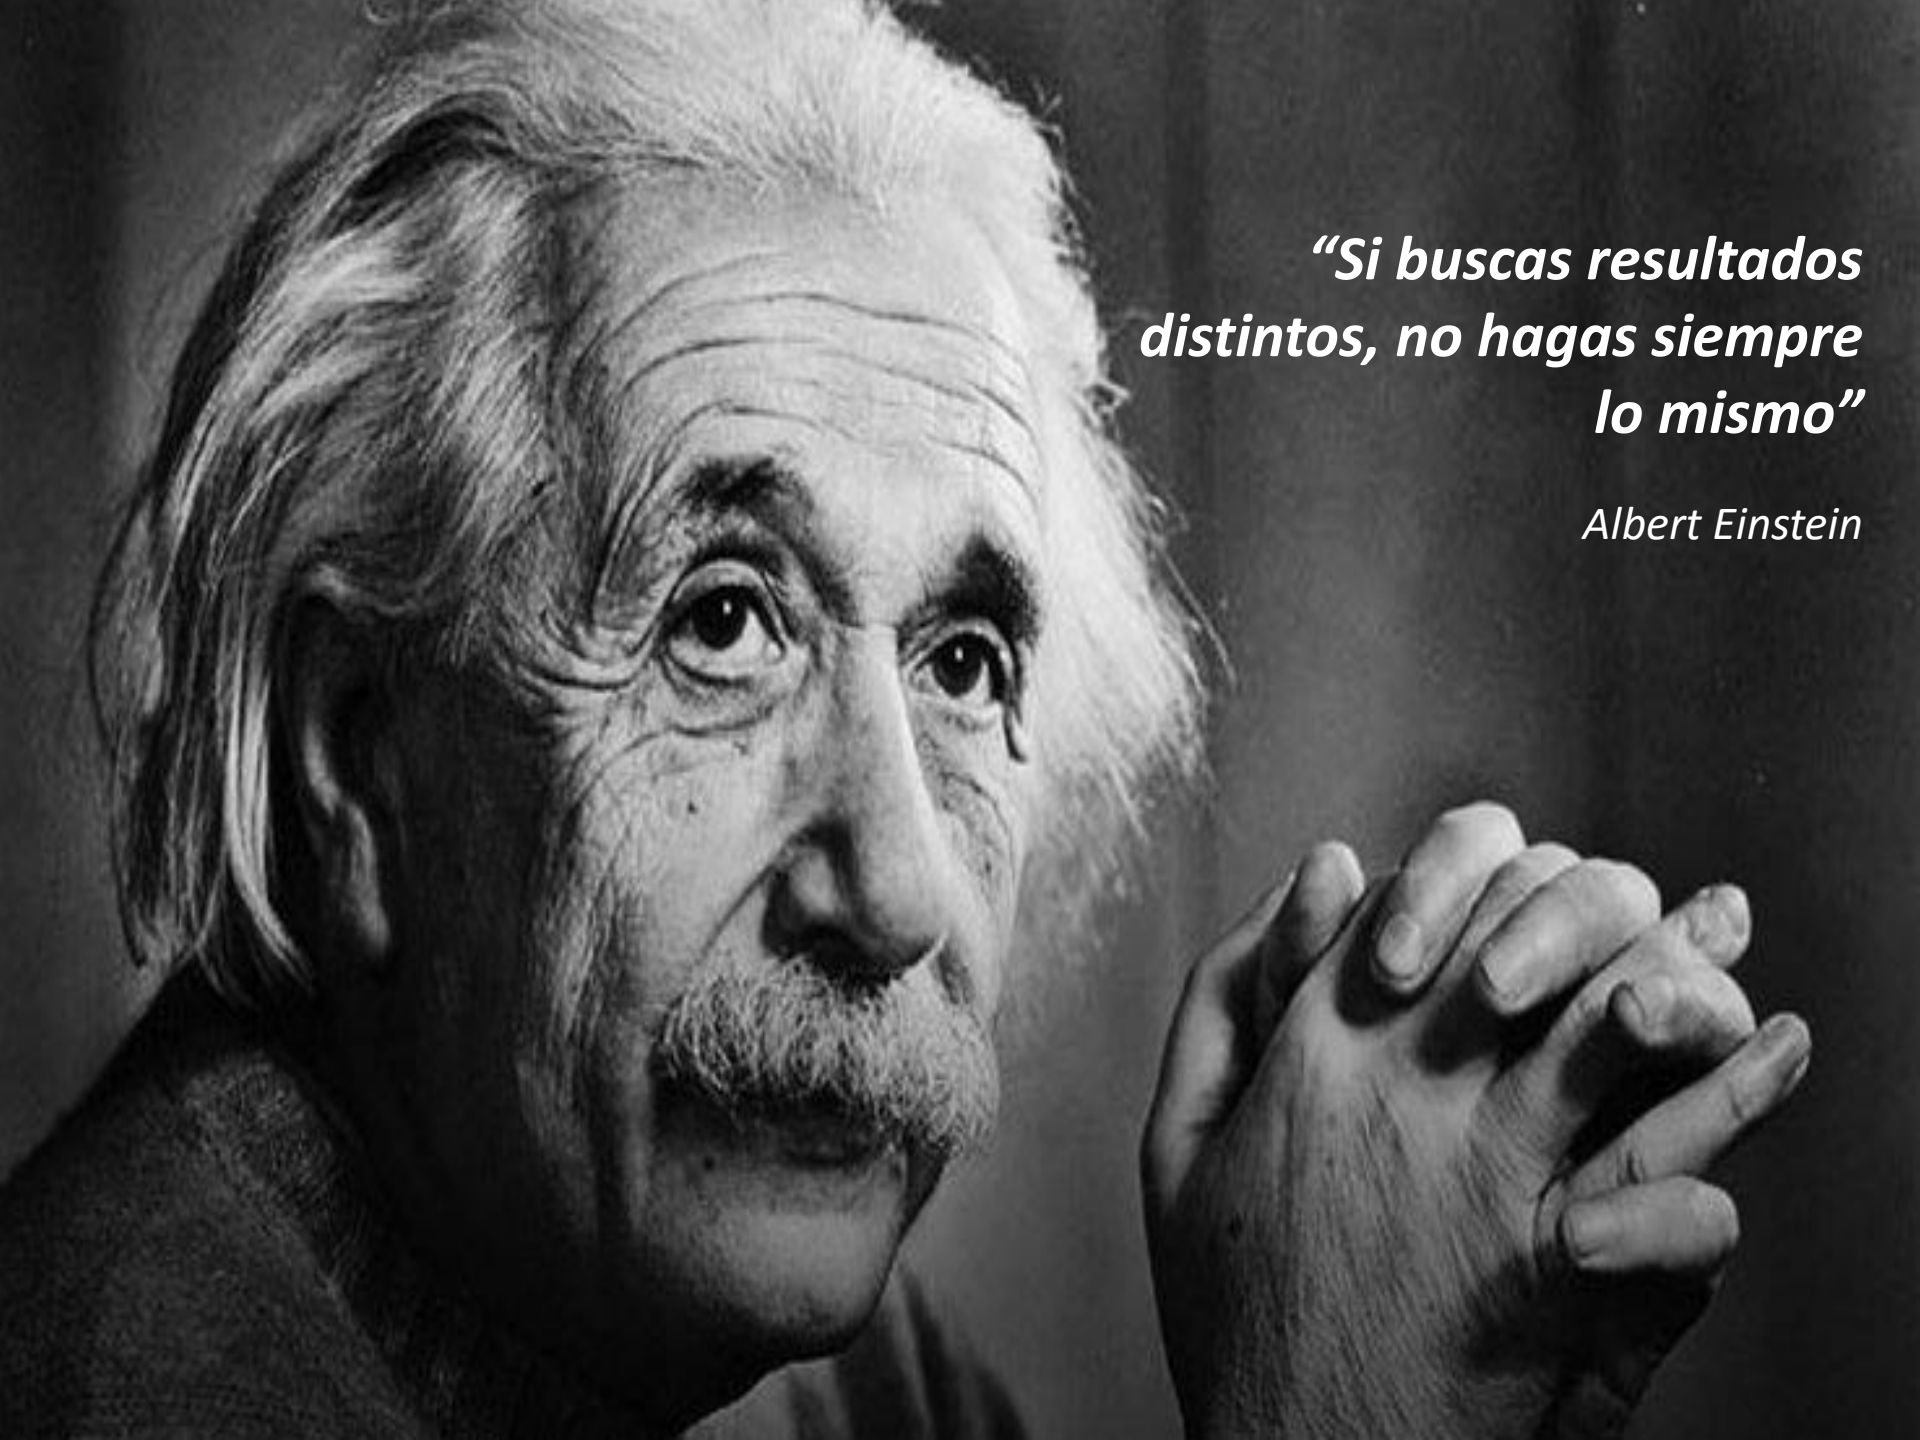 “Si buscas resultados
distintos, no hagas siempre
lo mismo”
Albert Einstein